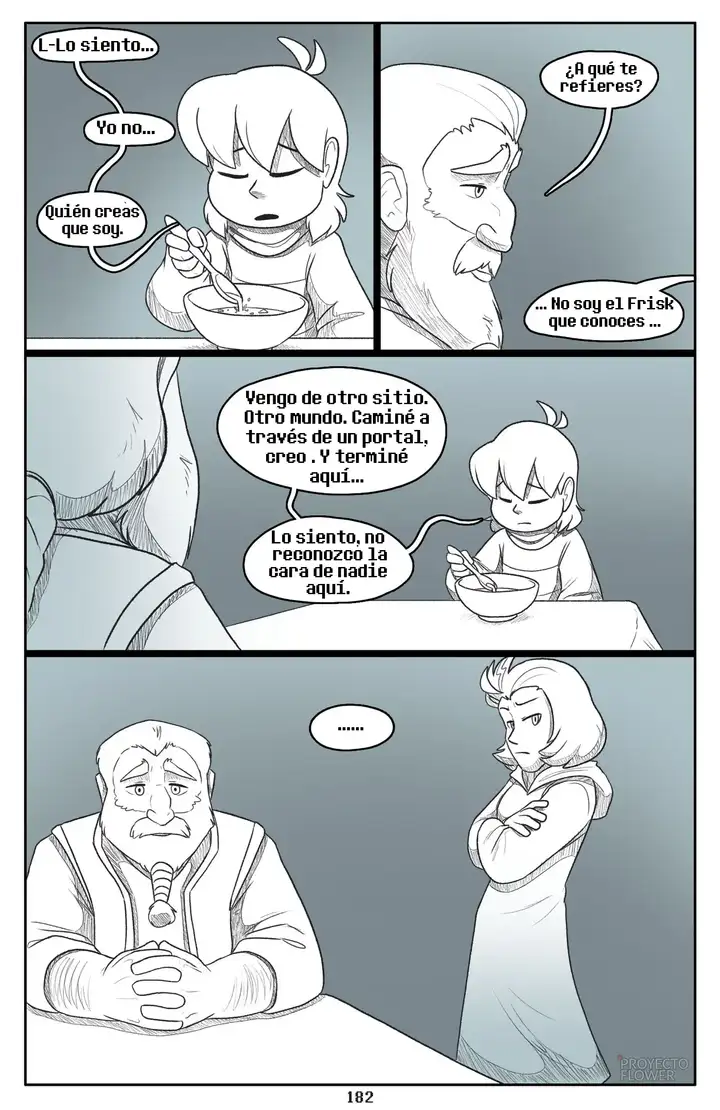 L-Lo siento...
Yo no...
Quién creas
que soy.
¿A qué te
refieres?
... No soy el Frisk
que conoces ...
Vengo de otro sitio.
Otro mundo. Caminé a
través de un portal,
creo . Y terminé
aquí...
Lo siento, no
reconozco la
cara de nadie
aquí.
......
PROYECTO
FLOWER
182